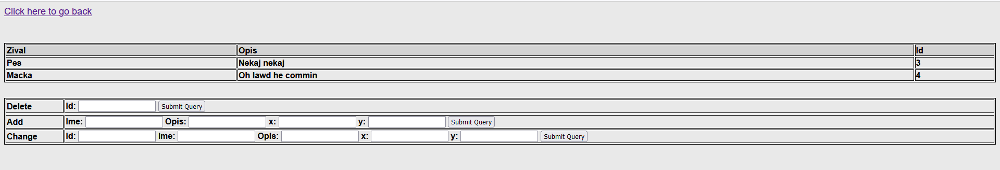 Click here to go back
Zival Opis Id
Pes Nekaj nekaj 3
Macka Oh lawd he commin 4
Delete Id: Submit Query
Add Ime: Opis: x: y: Submit Query
Change Id: Ime: Opis: x: y: Submit Query